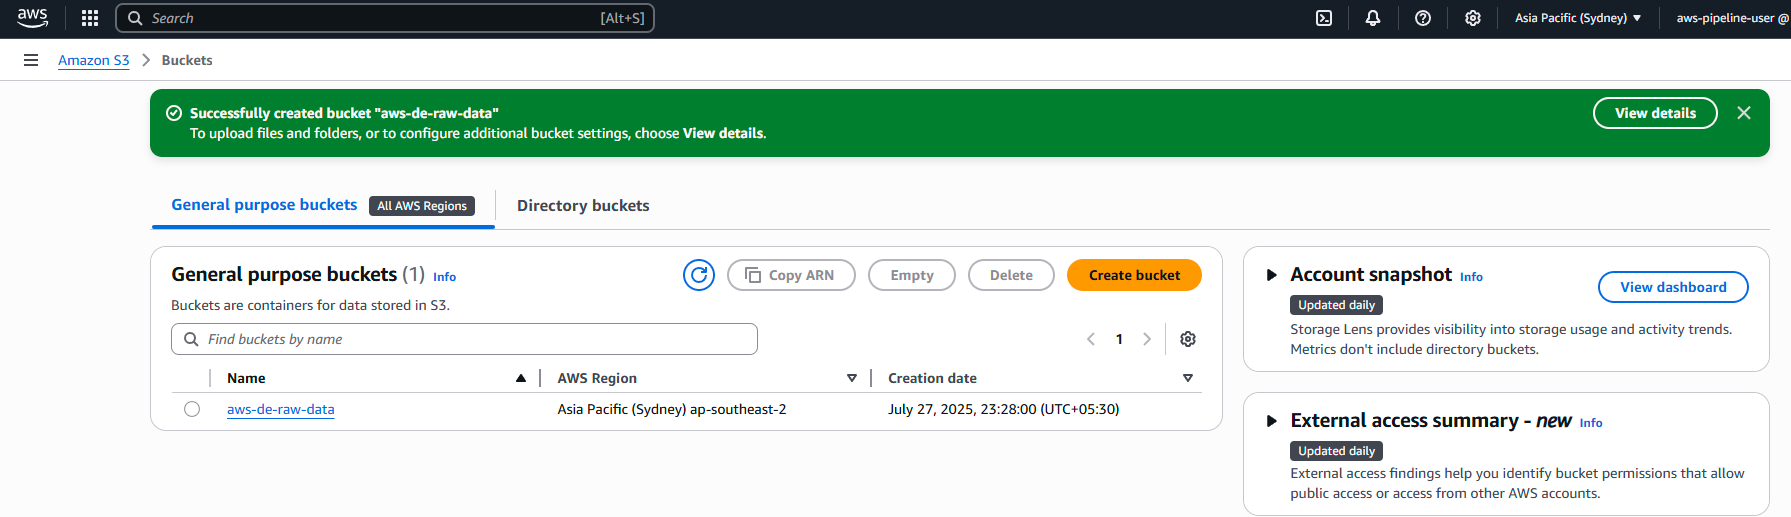 aws
Search [Alt+S]
Asia Pacific (Sydney) ▼
aws-pipeline-user @
Amazon S3 > Buckets
Successfully created bucket "aws-de-raw-data"
To upload files and folders, or to configure additional bucket settings, choose View details.
View details
General purpose buckets All AWS Regions
Directory buckets
General purpose buckets (1) Info
Copy ARN
Empty
Delete
Create bucket
Buckets are containers for data stored in S3.
Find buckets by name
1
Name AWS Region Creation date
aws-de-raw-data Asia Pacific (Sydney) ap-southeast-2 July 27, 2025, 23:28:00 (UTC+05:30)
Account snapshot Info
Updated daily
View dashboard
Storage Lens provides visibility into storage usage and activity trends.
Metrics don't include directory buckets.
External access summary - new Info
Updated daily
External access findings help you identify bucket permissions that allow
public access or access from other AWS accounts.